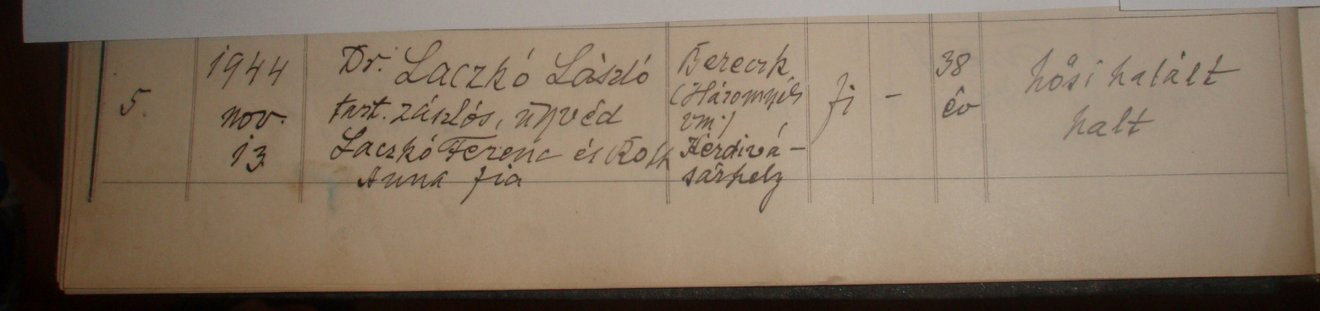 5.
1944
nov.
13
Dr. Laczkó László
tart. zászlós, ügyvéd
Laczkó Ferenc és Roth
Anna fia
Bereczk
(Háromszék
vm.)
Kézdivá-
sárhely
fi
-
38
év
hősi halált
halt